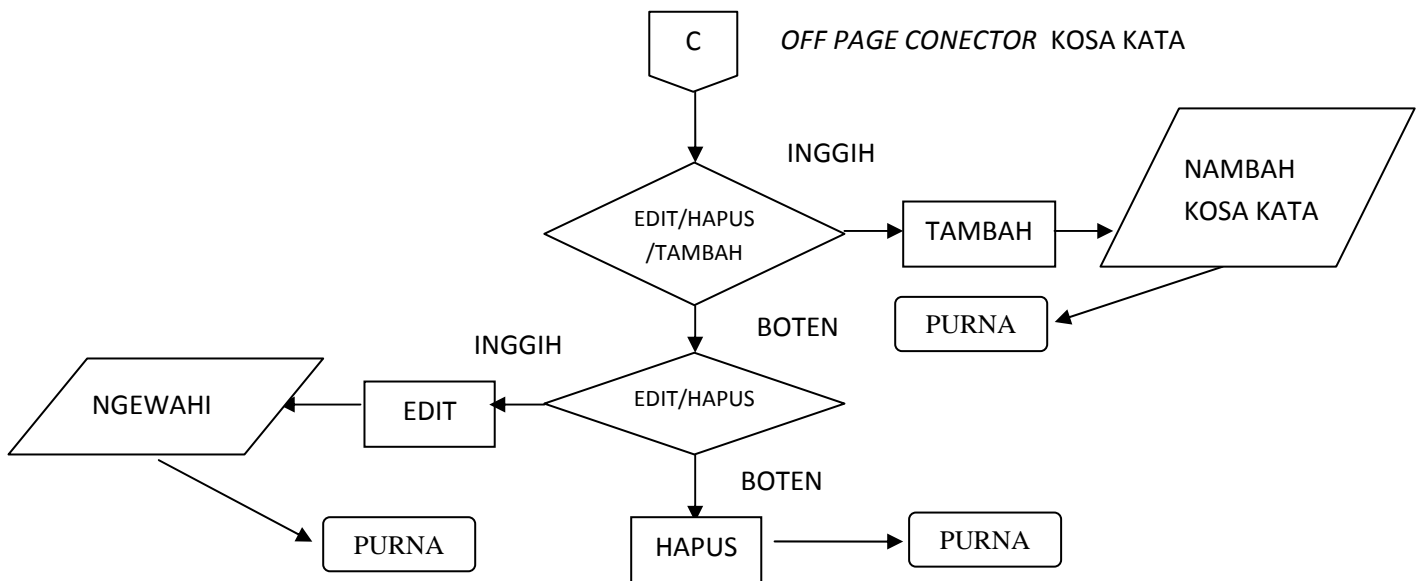 C
OFF PAGE CONECTOR KOSA KATA
INGGIH
EDIT/HAPUS
/TAMBAH
TAMBAH
NAMBAH
KOSA KATA
PURNA
BOTEN
INGGIH
EDIT/HAPUS
EDIT
NGEWAHI
PURNA
BOTEN
HAPUS
PURNA